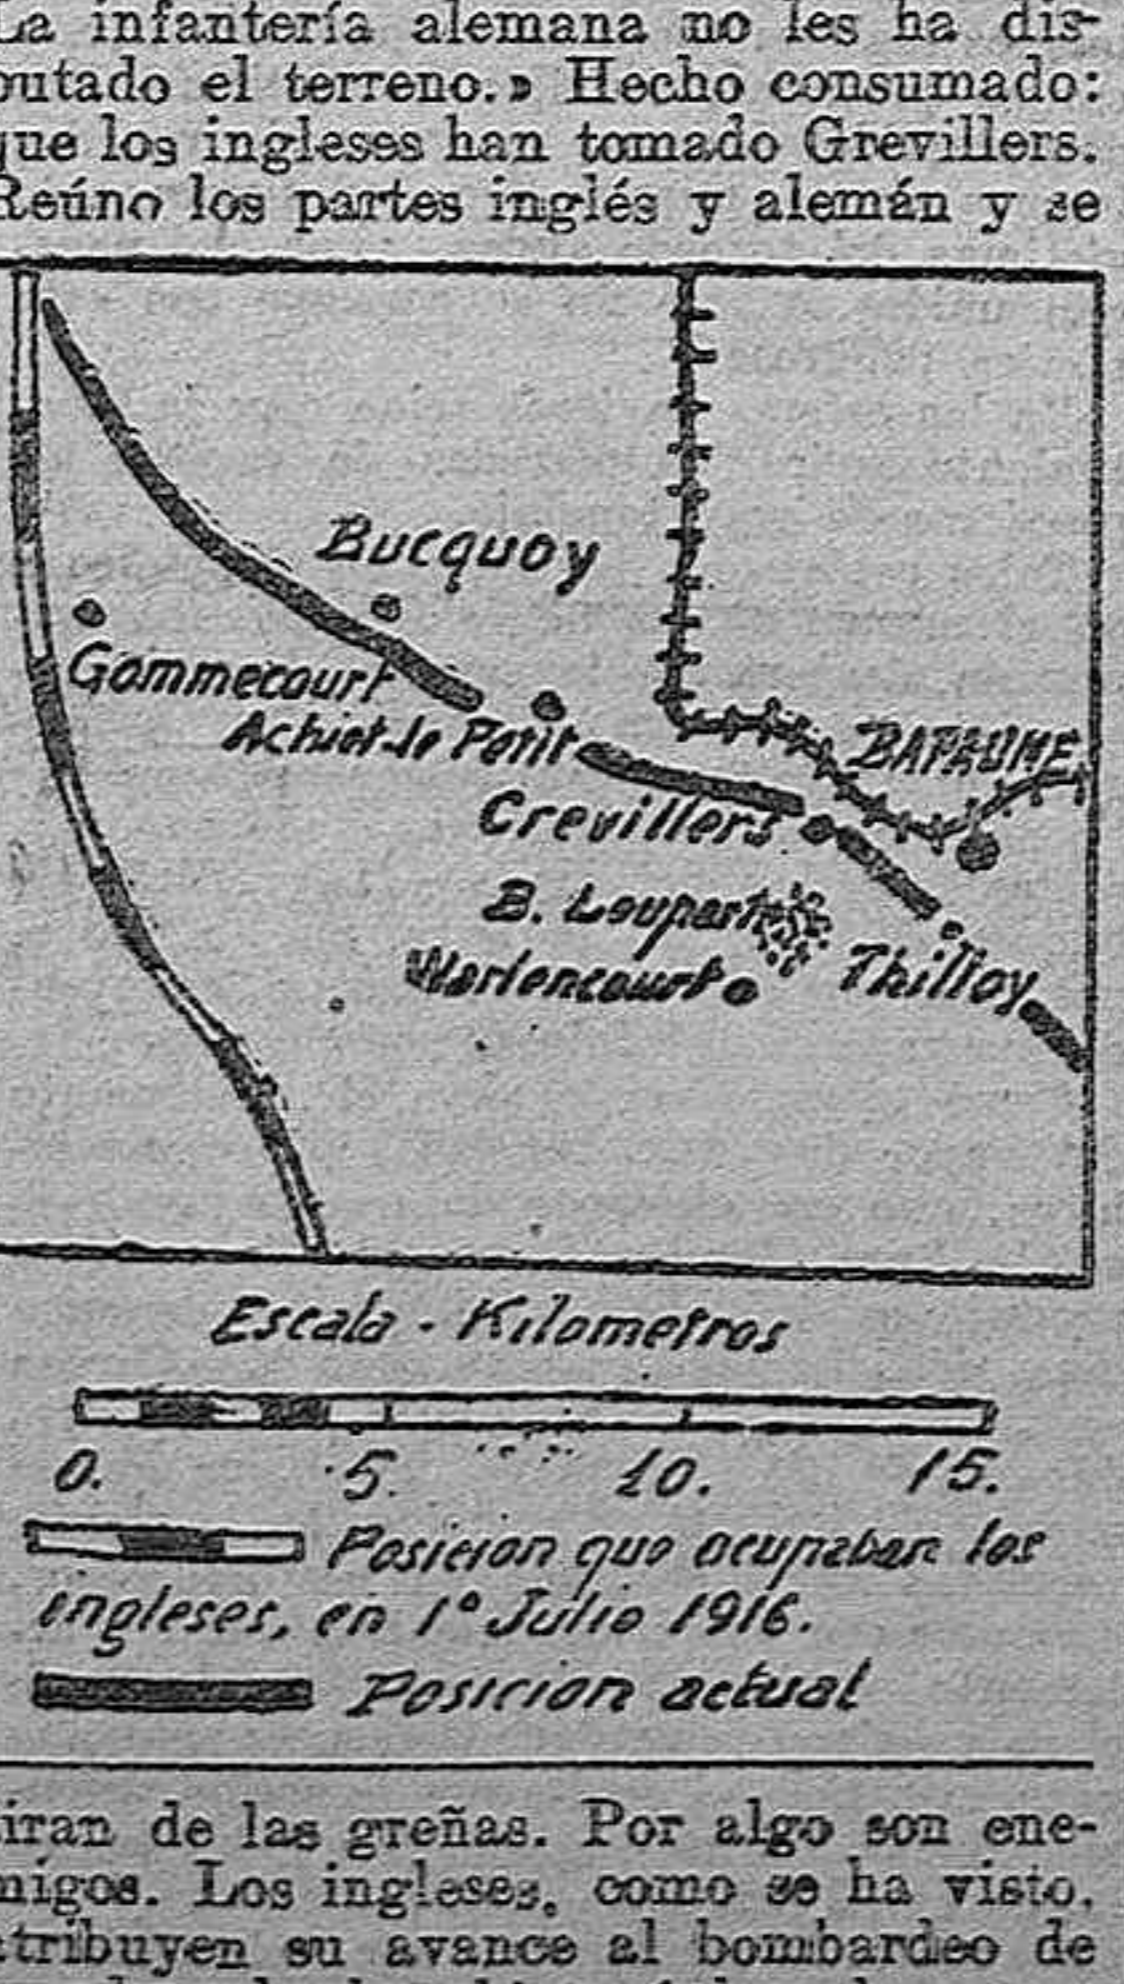 La infantería alemana no les ha dis-
putado el terreno.» Hecho consumado:
que los ingleses han tomado Grevillers.
Reúno los partes inglés y alemán y se
Bucquoy
Gommecourt
Achiet-le Petit
BAPAUME
Crevillers
B. Loupart
Warlencourt
Thilloy
Escala - Kilometros
0. 5. 10. 15.
Posicion que ocupaban los
ingleses, en 1º Julio 1916.
Posicion actual
tiran de las greñas. Por algo son ene-
migos. Los ingleses, como se ha visto,
atribuyen su avance al bombardeo de